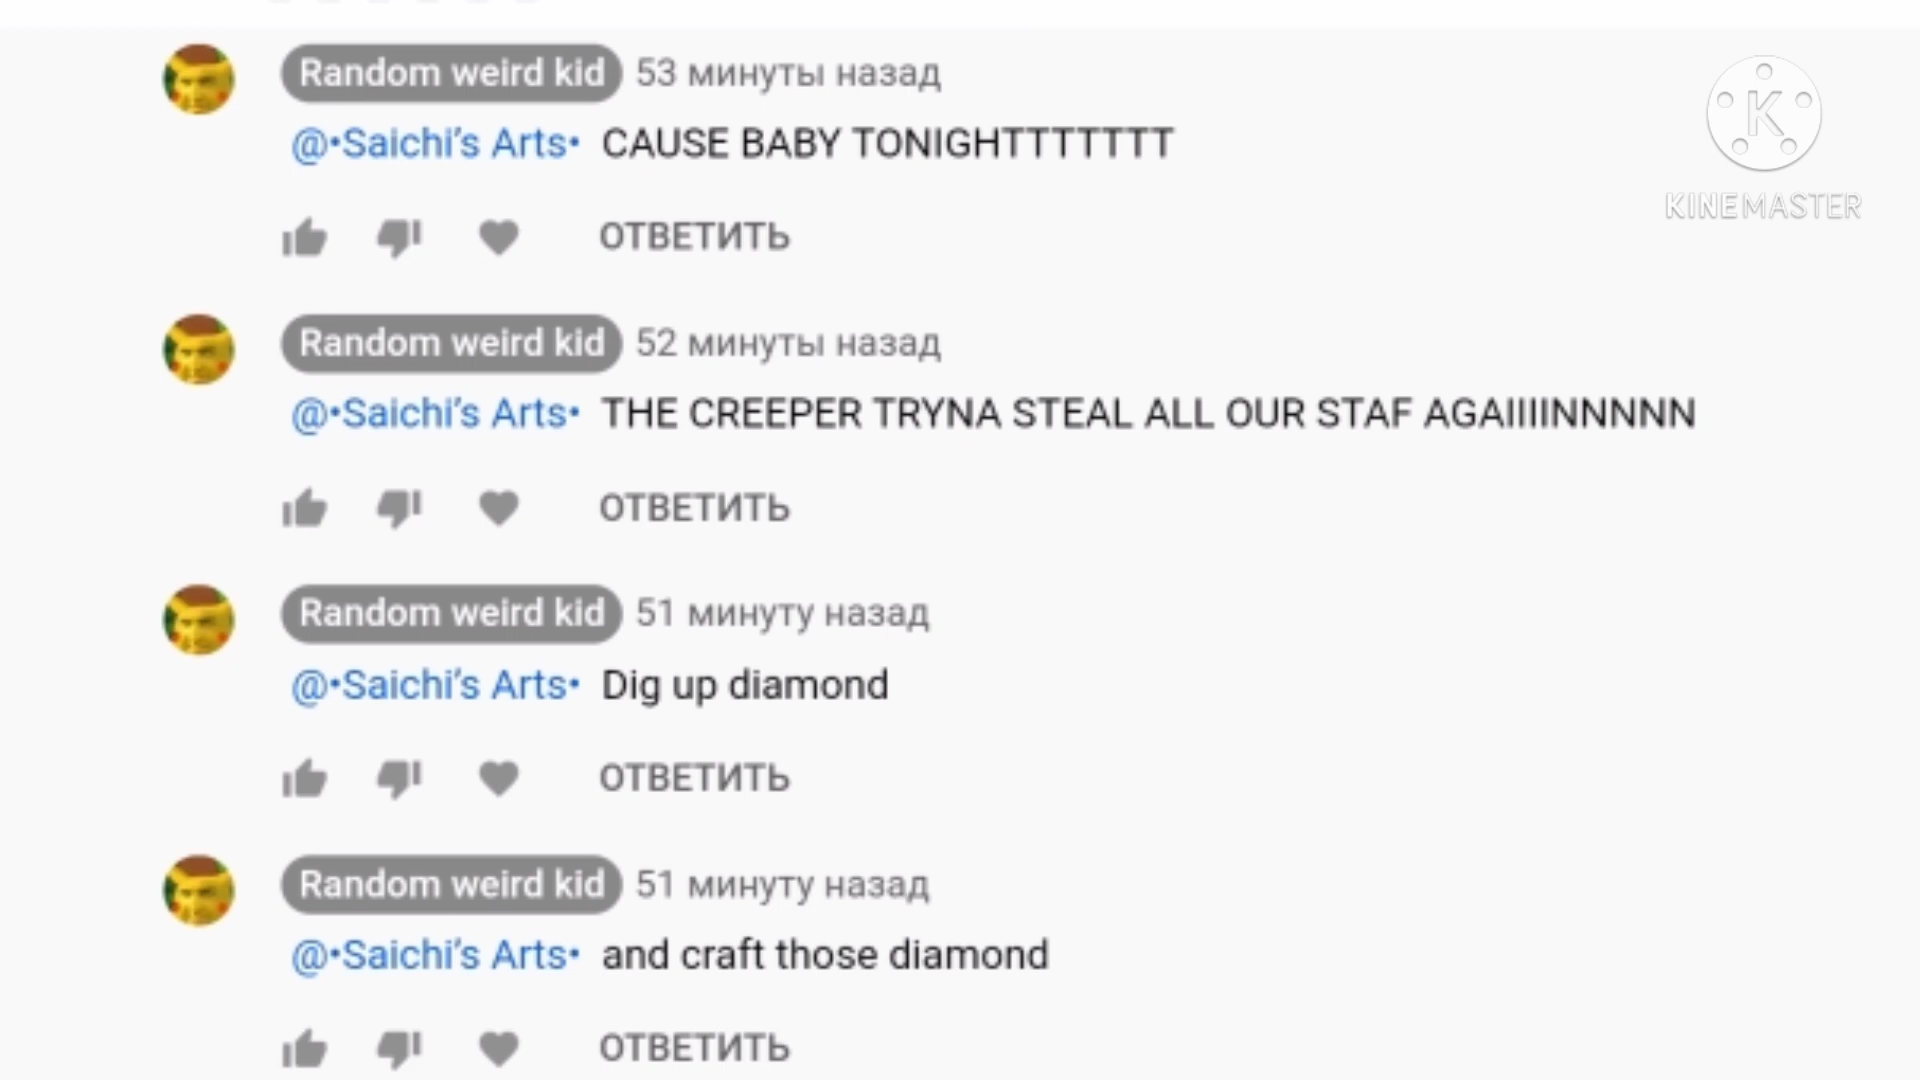 Random weird kid 53 минуты назад
@•Saichi’s Arts• CAUSE BABY TONIGHTTTTTTT
ОТВЕТИТЬ
Random weird kid 52 минуты назад
@•Saichi’s Arts• THE CREEPER TRYNA STEAL ALL OUR STAF AGAIIIINNNNN
ОТВЕТИТЬ
Random weird kid 51 минуту назад
@•Saichi’s Arts• Dig up diamond
ОТВЕТИТЬ
Random weird kid 51 минуту назад
@•Saichi’s Arts• and craft those diamond
ОТВЕТИТЬ
K
KINEMASTER